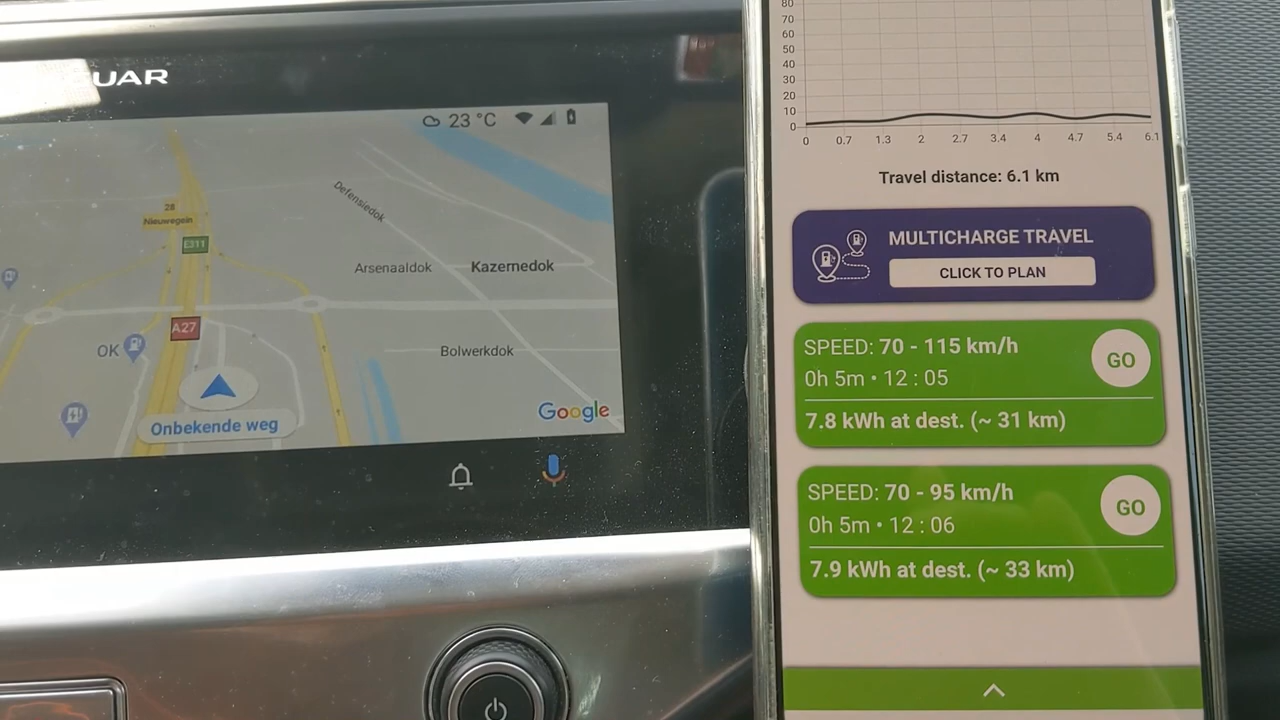 UAR
23 °C
Defensiedok
28
Nieuwegein
E311
Arsenaaldok
Kazernedok
A27
OK
Bolwerkdok
Google
Onbekende weg
80
70
60
50
40
30
20
10
0
0 0.7 1.3 2 2.7 3.4 4 4.7 5.4 6.1
Travel distance: 6.1 km
MULTICHARGE TRAVEL
CLICK TO PLAN
SPEED: 70 - 115 km/h
0h 5m • 12 : 05
GO
7.8 kWh at dest. (~ 31 km)
SPEED: 70 - 95 km/h
0h 5m • 12 : 06
GO
7.9 kWh at dest. (~ 33 km)